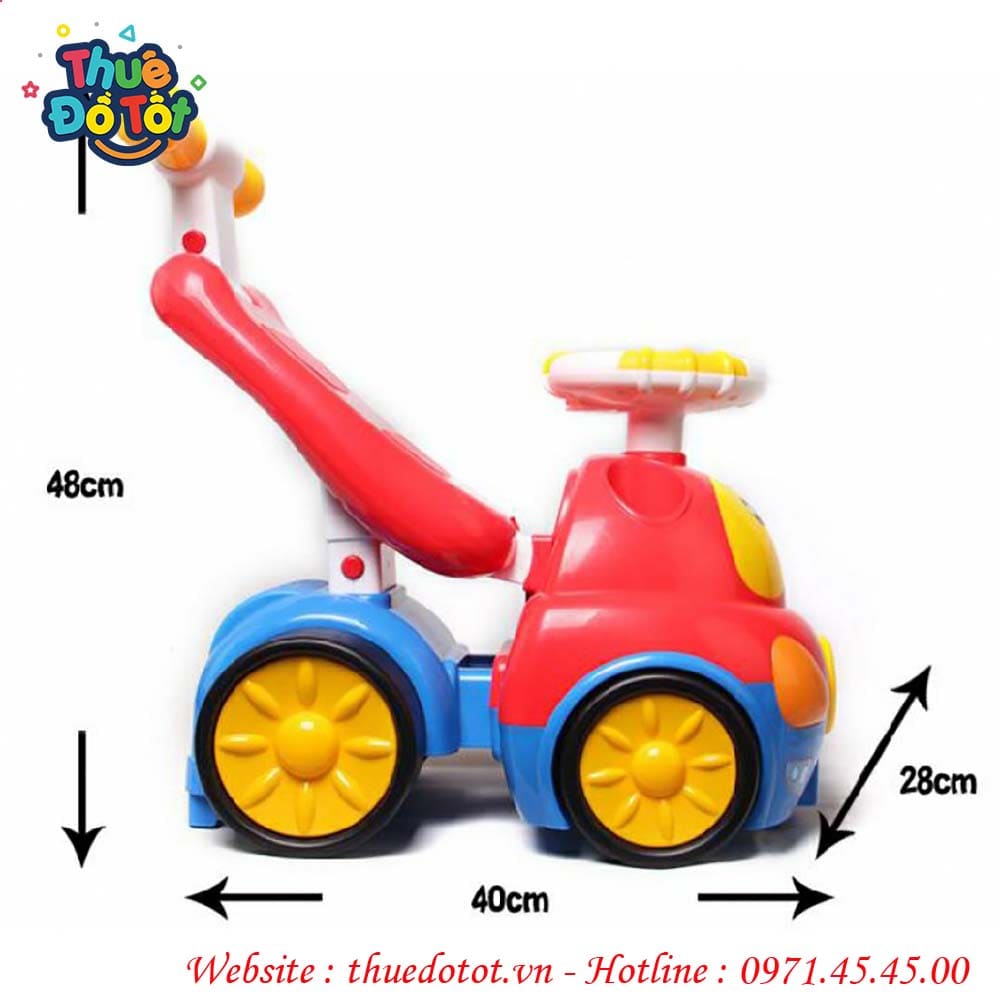 Thuê
Đồ Tốt
48cm
28cm
40cm
Website : thuedotot.vn - Hotline : 0971.45.45.00